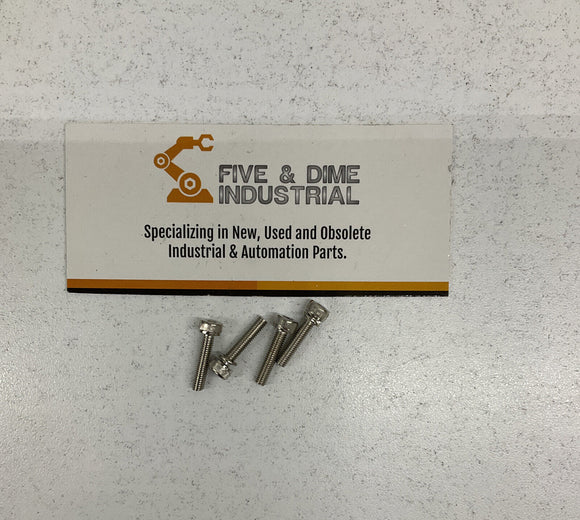 FIVE & DIME
INDUSTRIAL
Specializing in New, Used and Obsolete
Industrial & Automation Parts.